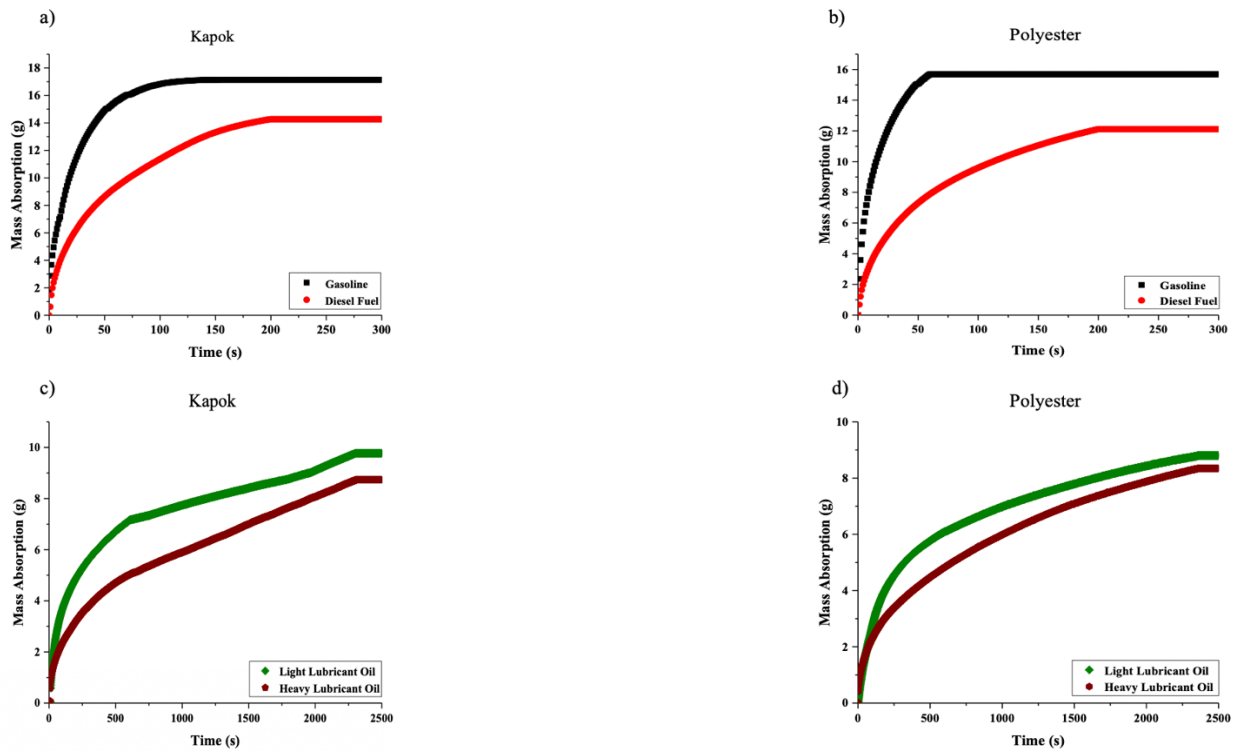 a)
Kapok
18
16
14
12
10
8
6
4
2
0
Mass Absorption (g)
0 50 100 150 200 250 300
Time (s)
Gasoline
Diesel Fuel
b)
Polyester
16
14
12
10
8
6
4
2
0
Mass Absorption (g)
0 50 100 150 200 250 300
Time (s)
Gasoline
Diesel Fuel
c)
Kapok
10
8
6
4
2
0
Mass Absorption (g)
0 500 1000 1500 2000 2500
Time (s)
Light Lubricant Oil
Heavy Lubricant Oil
d)
Polyester
10
8
6
4
2
0
Mass Absorption (g)
0 500 1000 1500 2000 2500
Time (s)
Light Lubricant Oil
Heavy Lubricant Oil